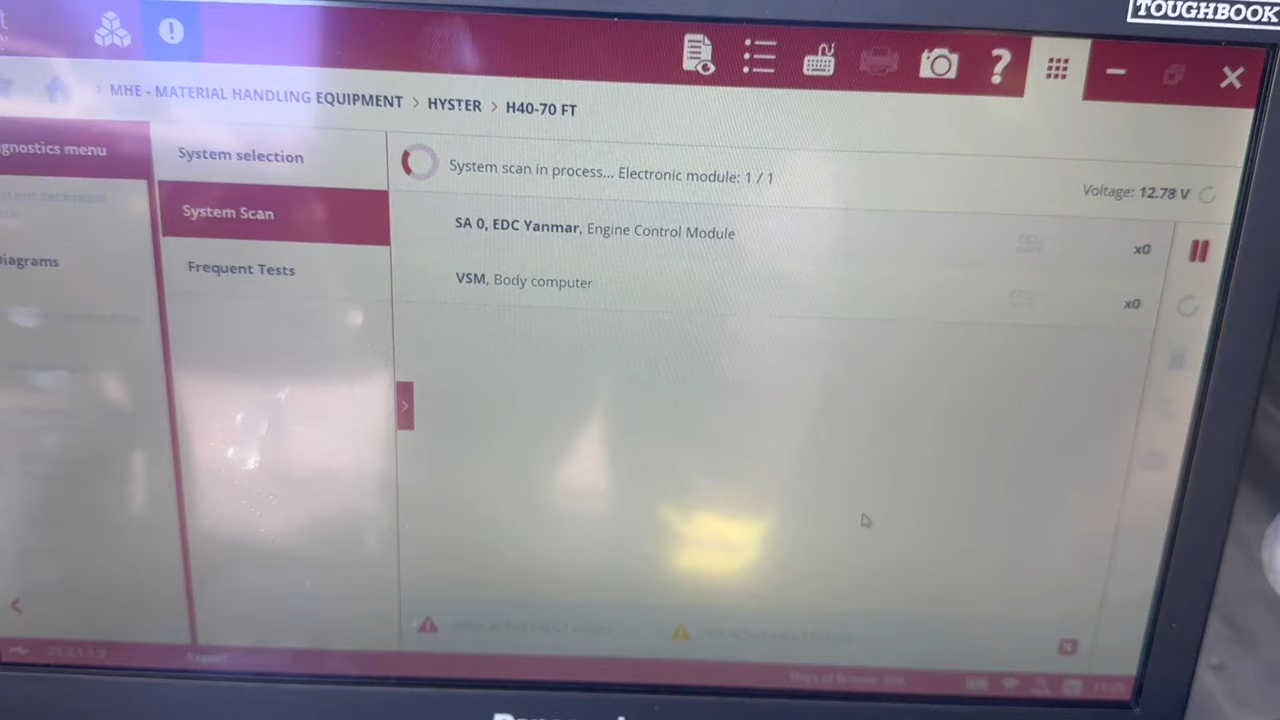 TOUGHBOOK
MHE - MATERIAL HANDLING EQUIPMENT > HYSTER > H40-70 FT
gnostics menu
System selection
System scan in process... Electronic module: 1 / 1
Voltage: 12.78 V
System Scan
SA 0, EDC Yanmar, Engine Control Module
x0
iagrams
Frequent Tests
VSM, Body computer
x0